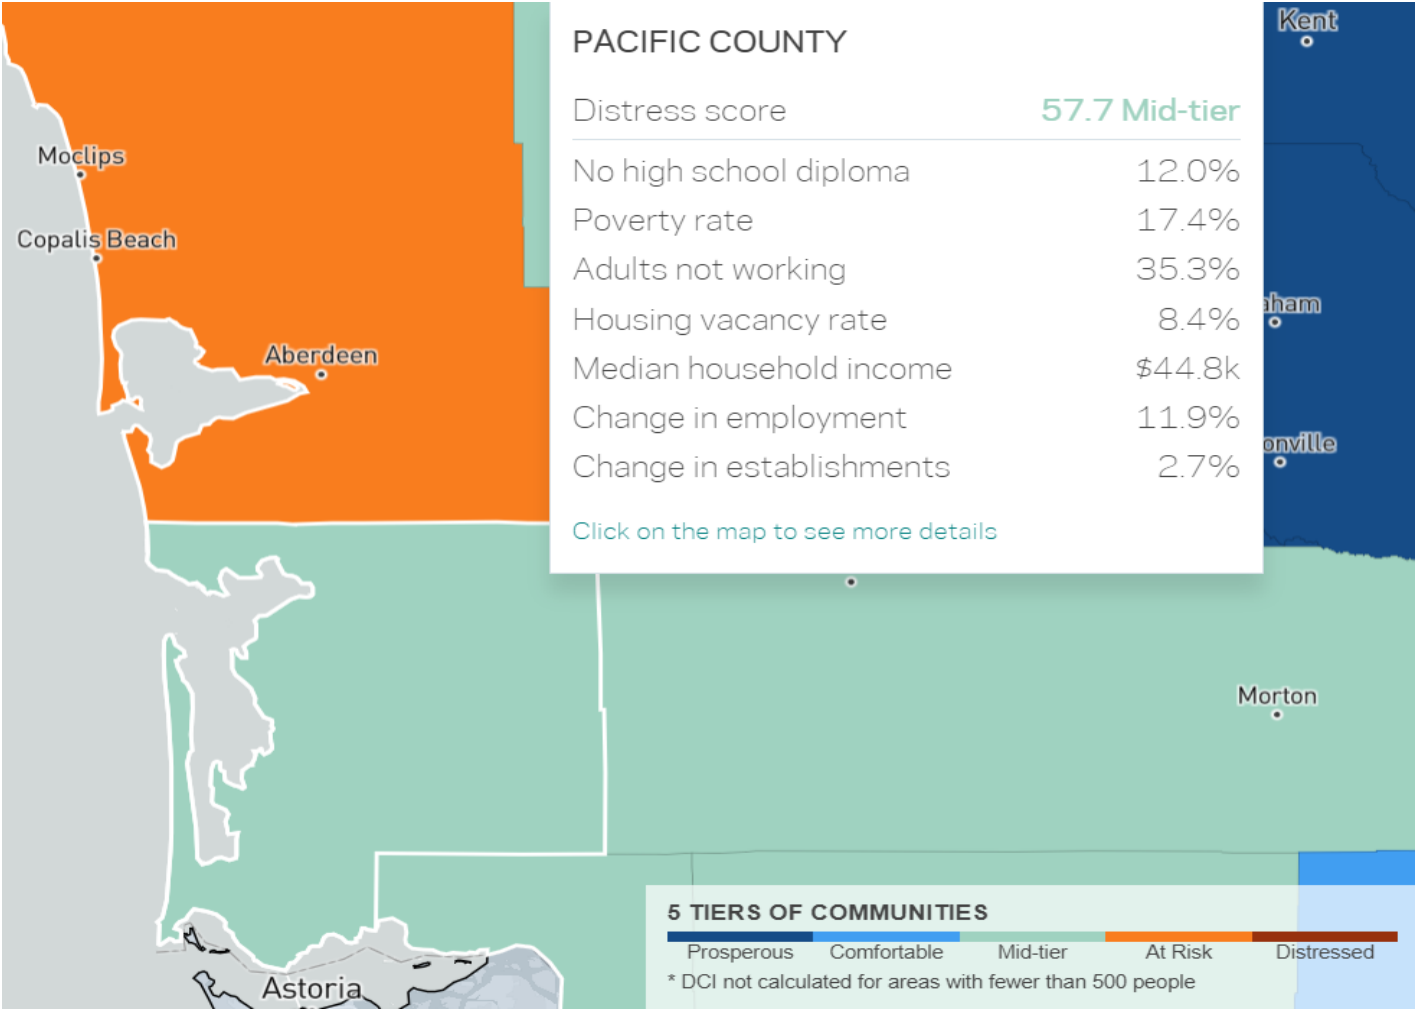 Kent
PACIFIC COUNTY
Distress score 57.7 Mid-tier
No high school diploma 12.0%
Poverty rate 17.4%
Adults not working 35.3%
Housing vacancy rate 8.4%
Median household income $44.8k
Change in employment 11.9%
Change in establishments 2.7%
Click on the map to see more details
Moclips
Copalis Beach
Aberdeen
aham
onville
Morton
Astoria
5 TIERS OF COMMUNITIES
Prosperous Comfortable Mid-tier At Risk Distressed
* DCI not calculated for areas with fewer than 500 people